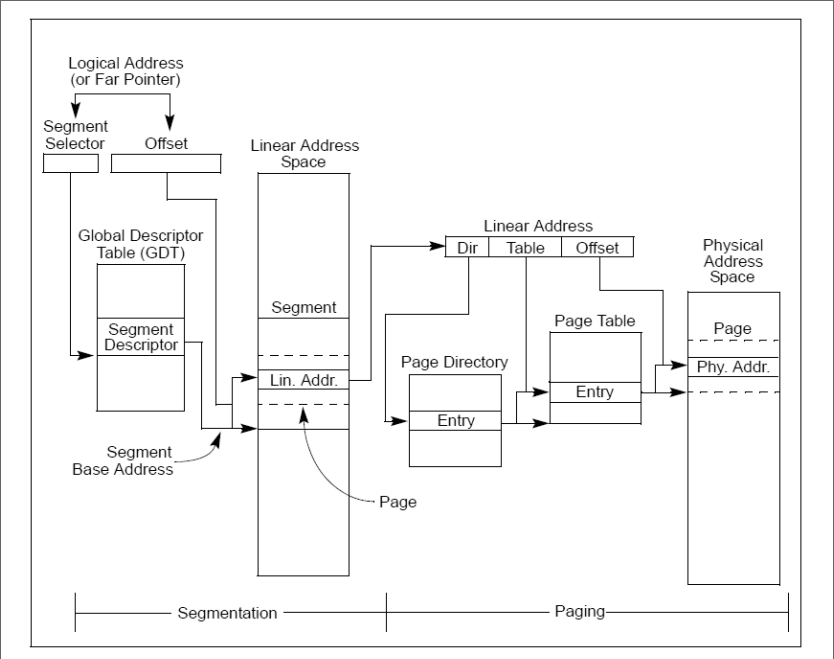 Logical Address
(or Far Pointer)
Segment
Selector
Offset
Linear Address
Space
Global Descriptor
Table (GDT)
Segment
Descriptor
Segment
Lin. Addr.
Segment
Base Address
Page
Linear Address
Dir
Table
Offset
Page Directory
Entry
Page Table
Entry
Physical
Address
Space
Page
Phy. Addr.
Segmentation
Paging